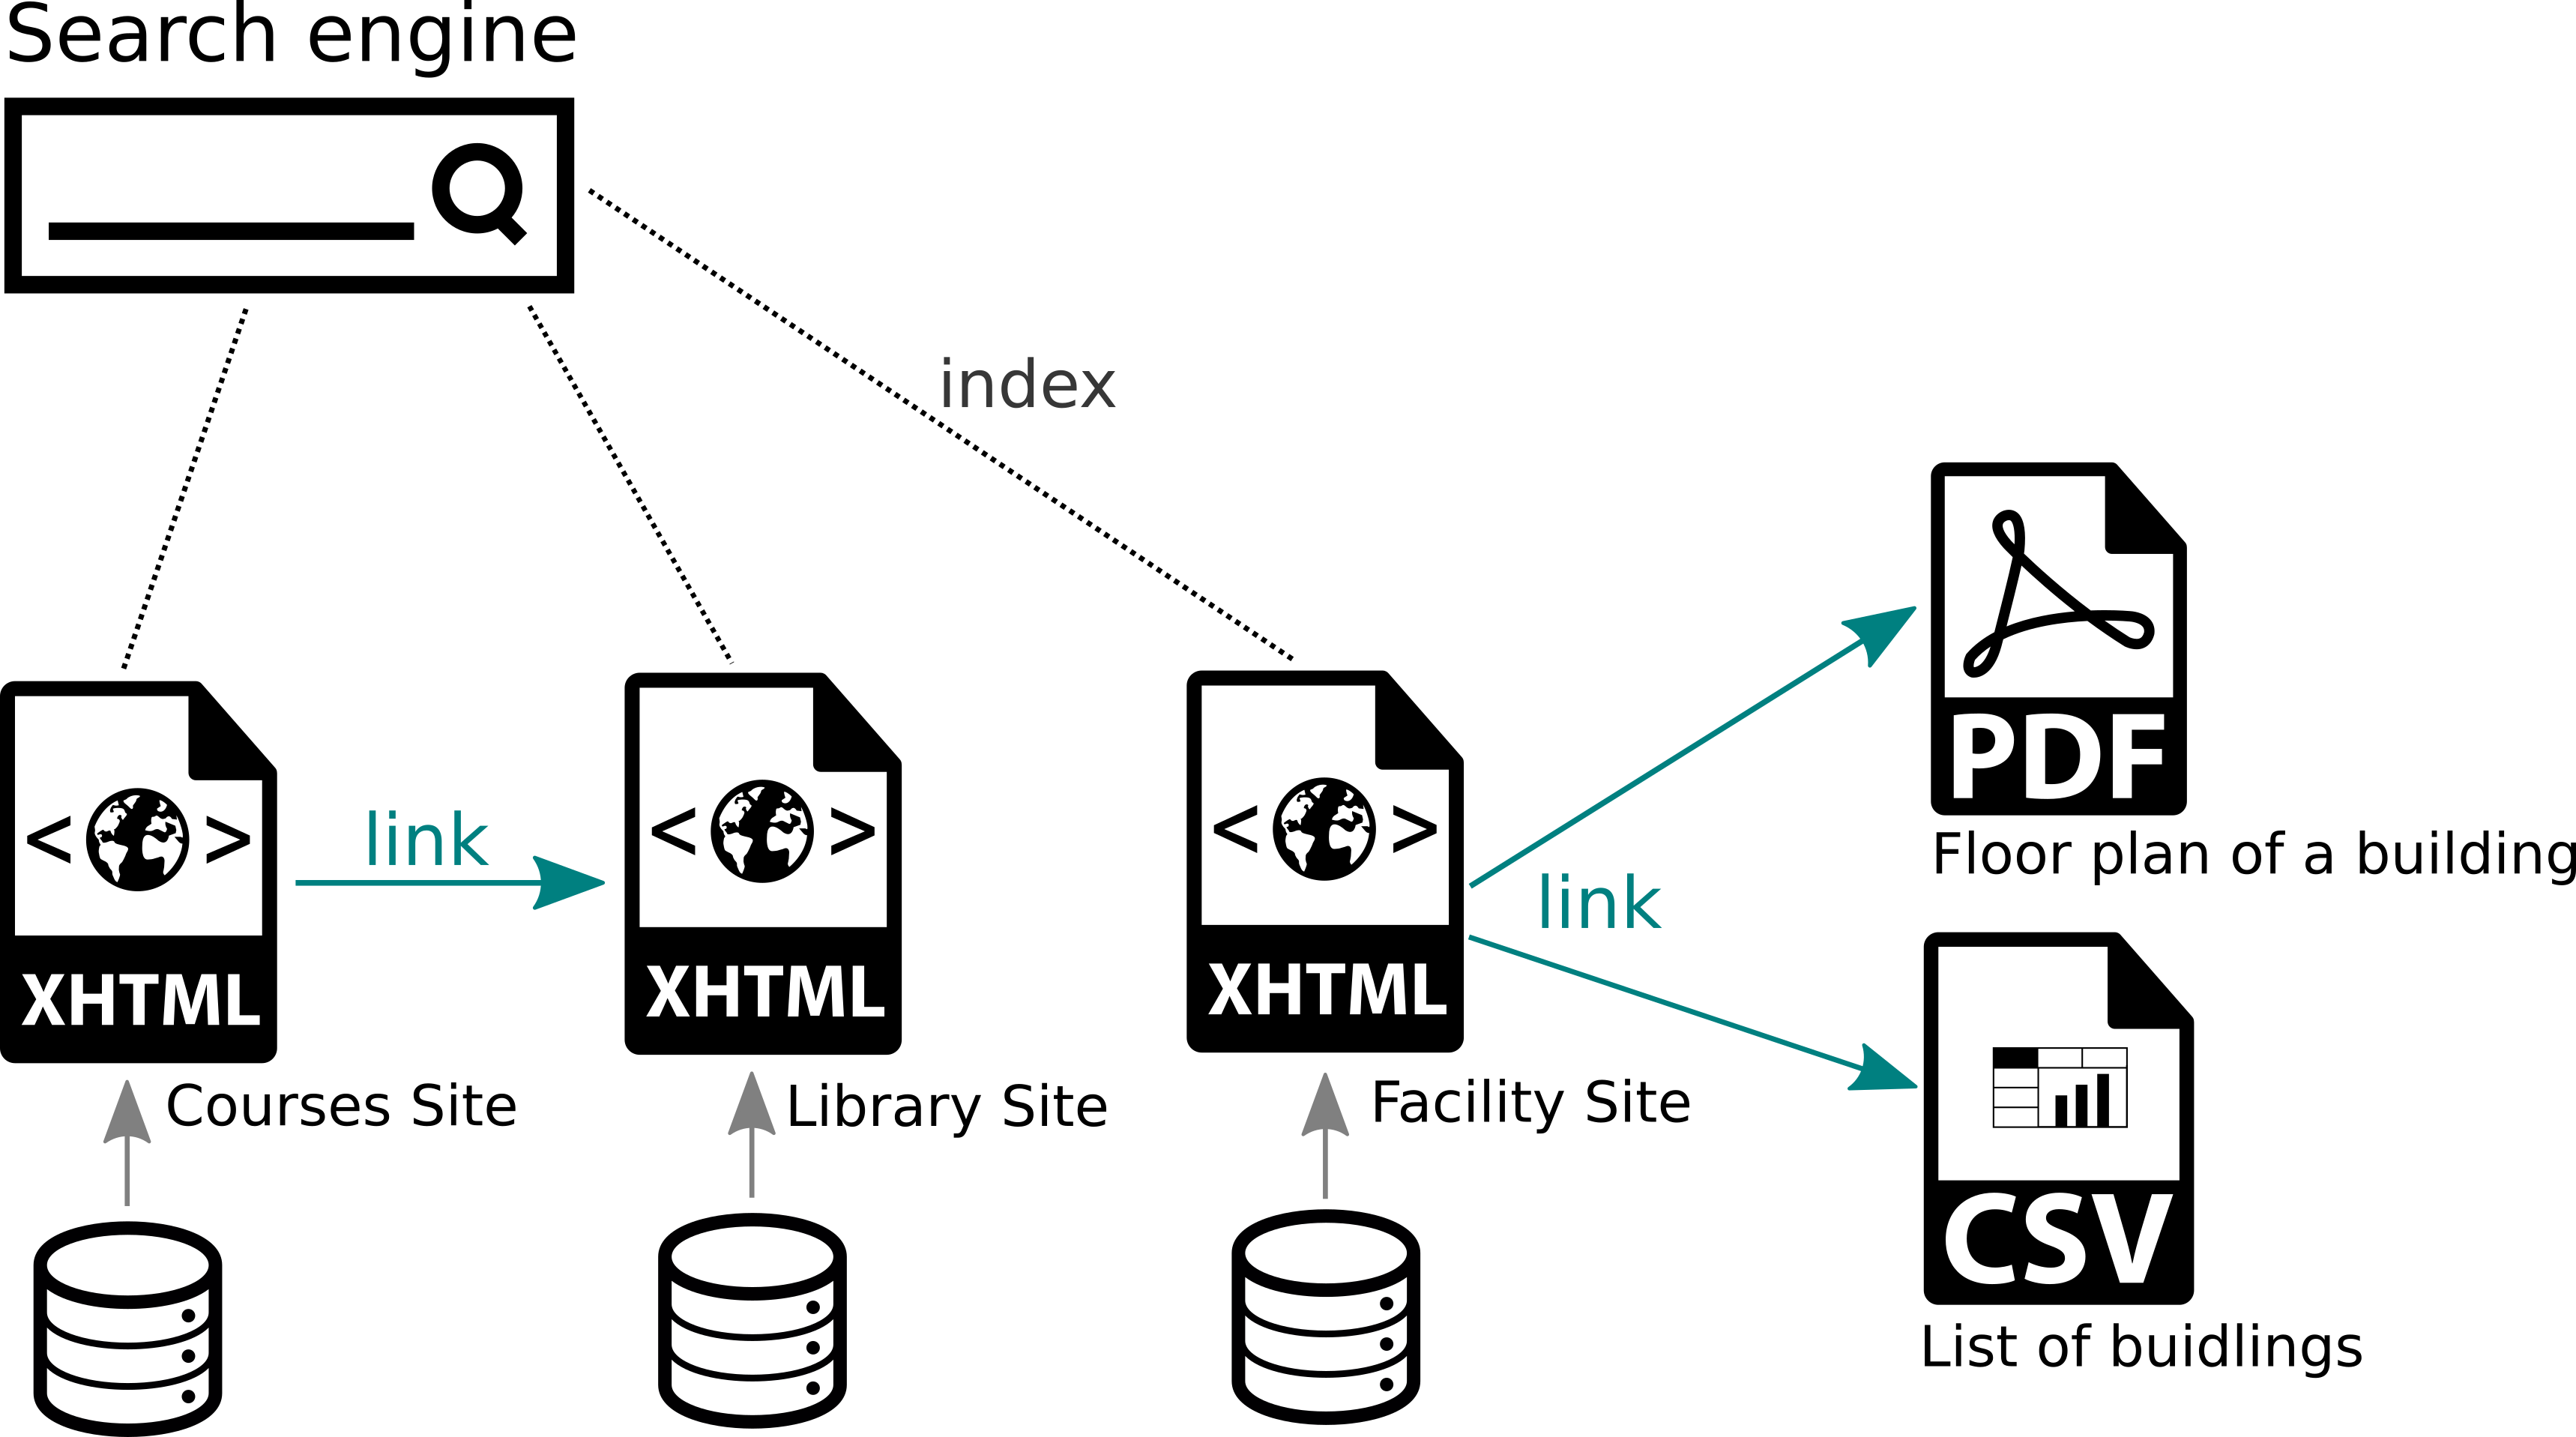 Search engine
index
PDF
Floor plan of a building
< >
< >
< >
link
link
XHTML
XHTML
XHTML
Courses Site
Library Site
Facility Site
CSV
List of buidlings